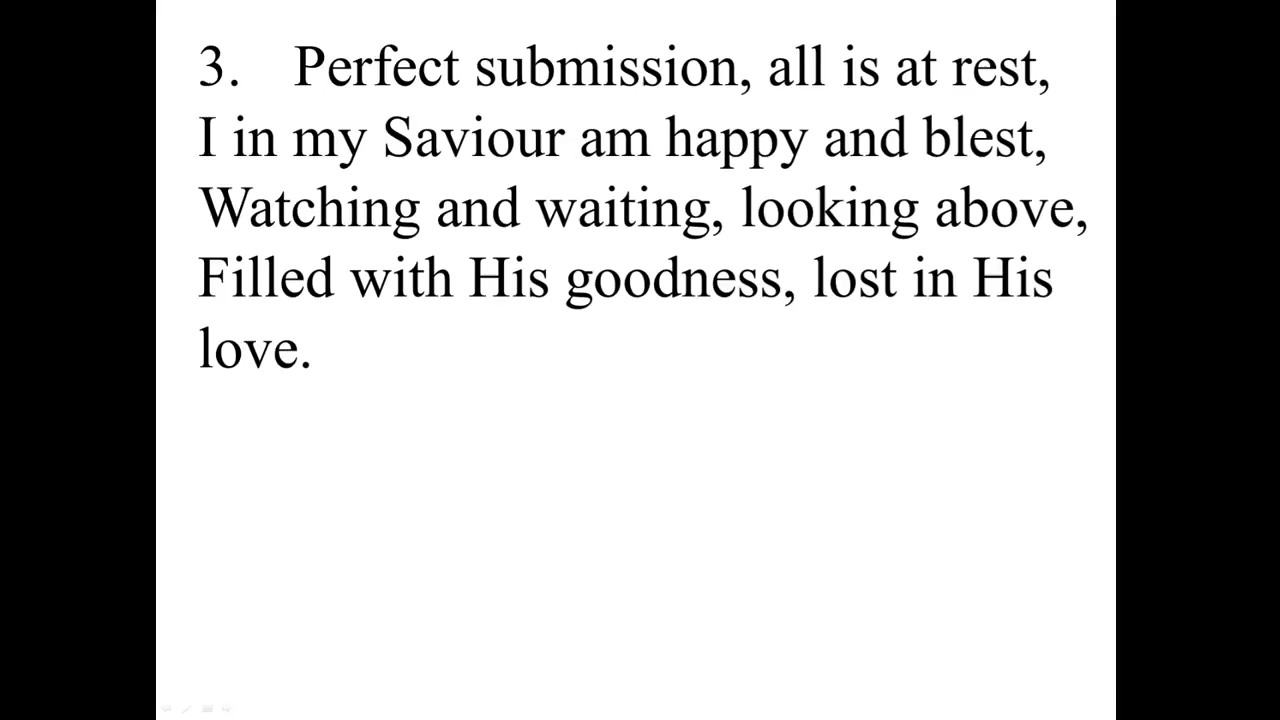 3. Perfect submission, all is at rest,
I in my Saviour am happy and blest,
Watching and waiting, looking above,
Filled with His goodness, lost in His
love.